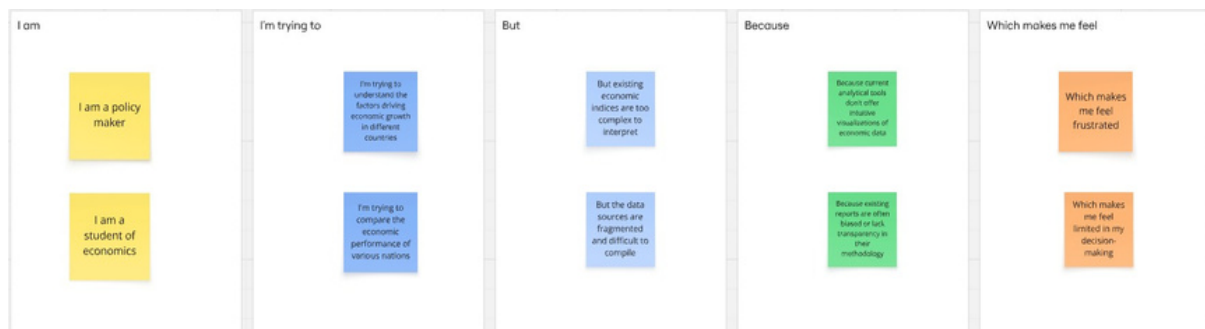 I am
I'm trying to
But
Because
Which makes me feel
I am a policy
maker
I'm trying to
understand the
factors driving
economic growth
in different
countries
But existing
economic
indices are too
complex to
interpret
Because current
analytical tools
don't offer
intuitive
visualizations of
economic data
Which makes
me feel
frustrated
I am a
student of
economics
I'm trying to
compare the
economic
performance of
various nations
But the data
sources are
fragmented
and difficult to
compile
Because existing
reports are often
biased or lack
transparency in
their
methodology
Which makes
me feel
limited in my
decision-
making